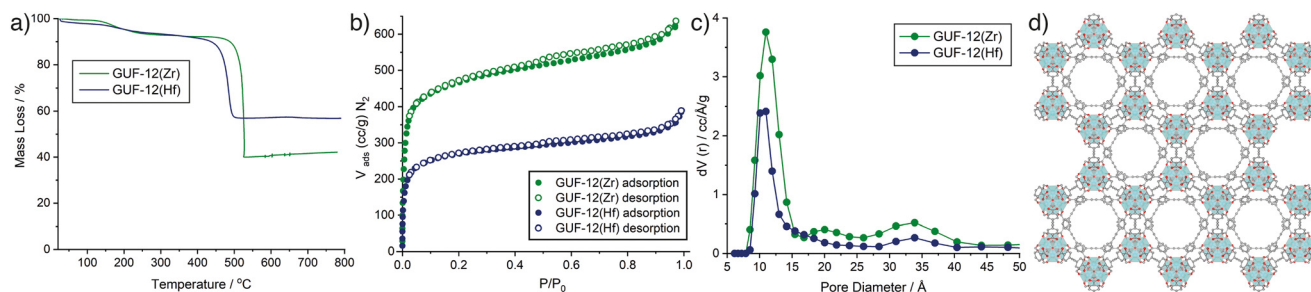 a)
100
80
60
40
20
0
0 100 200 300 400 500 600 700 800
Mass Loss / %
Temperature / °C
GUF-12(Zr)
GUF-12(Hf)
b)
600
500
400
300
200
100
0
0.0 0.2 0.4 0.6 0.8 1.0
V ads (cc/g) N2
P/P0
GUF-12(Zr) adsorption
GUF-12(Zr) desorption
GUF-12(Hf) adsorption
GUF-12(Hf) desorption
c)
4
3
2
1
0
5 10 15 20 25 30 35 40 45 50
dV (r) / cc/Å/g
Pore Diameter / Å
GUF-12(Zr)
GUF-12(Hf)
d)